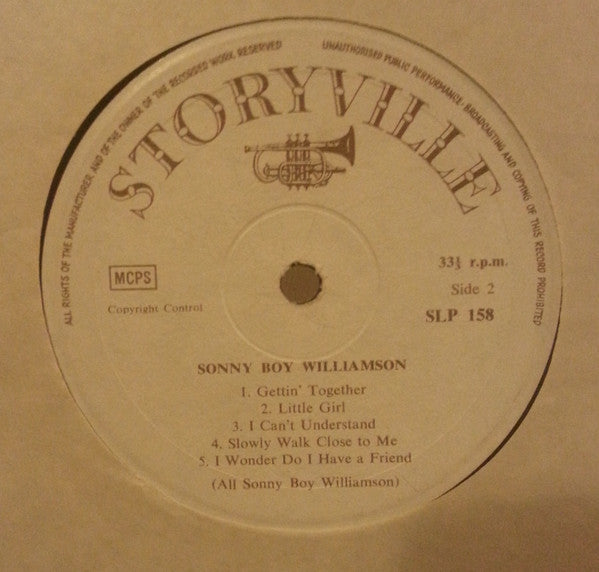 ALL RIGHTS OF THE MANUFACTURER AND OF THE OWNER OF THE RECORDED WORK RESERVED
UNAUTHORISED PUBLIC PERFORMANCE BROADCASTING AND COPYING OF THIS RECORD PROHIBITED
STORYVILLE
MCPS
Copyright Control
33⅓ r.p.m.
Side 2
SLP 158
SONNY BOY WILLIAMSON
1. Gettin' Together
2. Little Girl
3. I Can't Understand
4. Slowly Walk Close to Me
5. I Wonder Do I Have a Friend
(All Sonny Boy Williamson)